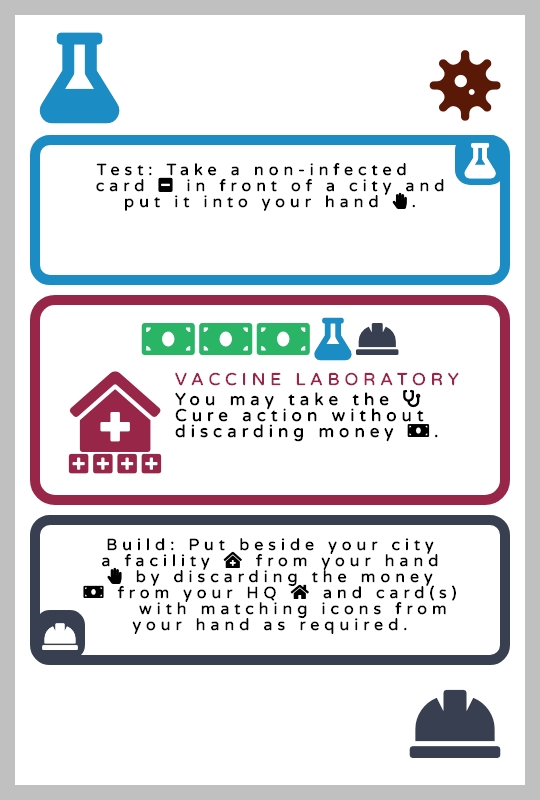 Test: Take a non-infected
card in front of a city and
put it into your hand .
VACCINE LABORATORY
You may take the
Cure action without
discarding money .
Build: Put beside your city
a facility from your hand
by discarding the money
from your HQ and card(s)
with matching icons from
your hand as required.